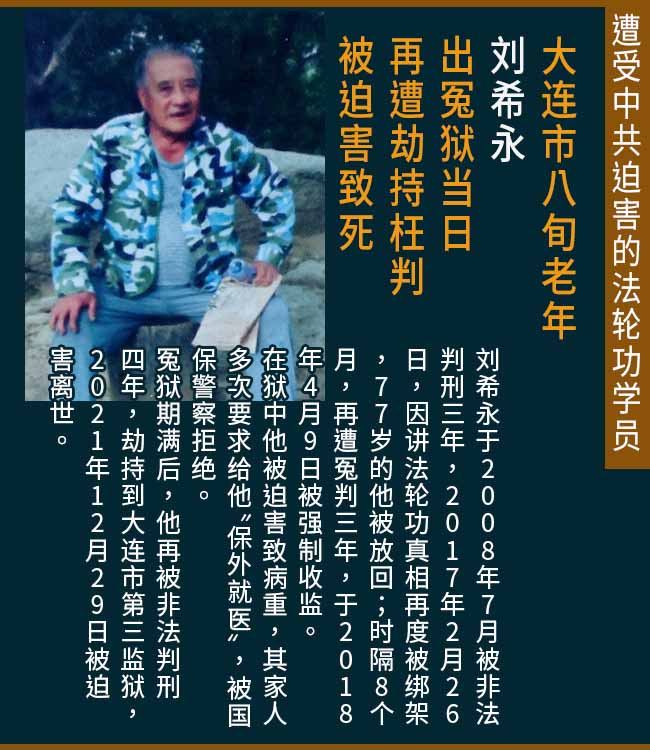 遭受中共迫害的法轮功学员
大连市八旬老年
刘希永
出冤狱当日
再遭劫持枉判
被迫害致死
刘希永于2008年7月被非法
判刑三年，2017年2月26
日，因讲法轮功真相再度被绑架
，77岁的他被放回；时隔8个
月，再遭冤判三年，于2018
年4月9日被强制收监。
在狱中他被迫害致病重，其家人
多次要求给他“保外就医”，被国
保警察拒绝。
冤狱期满后，他再被非法判刑
四年，劫持到大连市第三监狱，
2021年12月29日被迫
害离世。